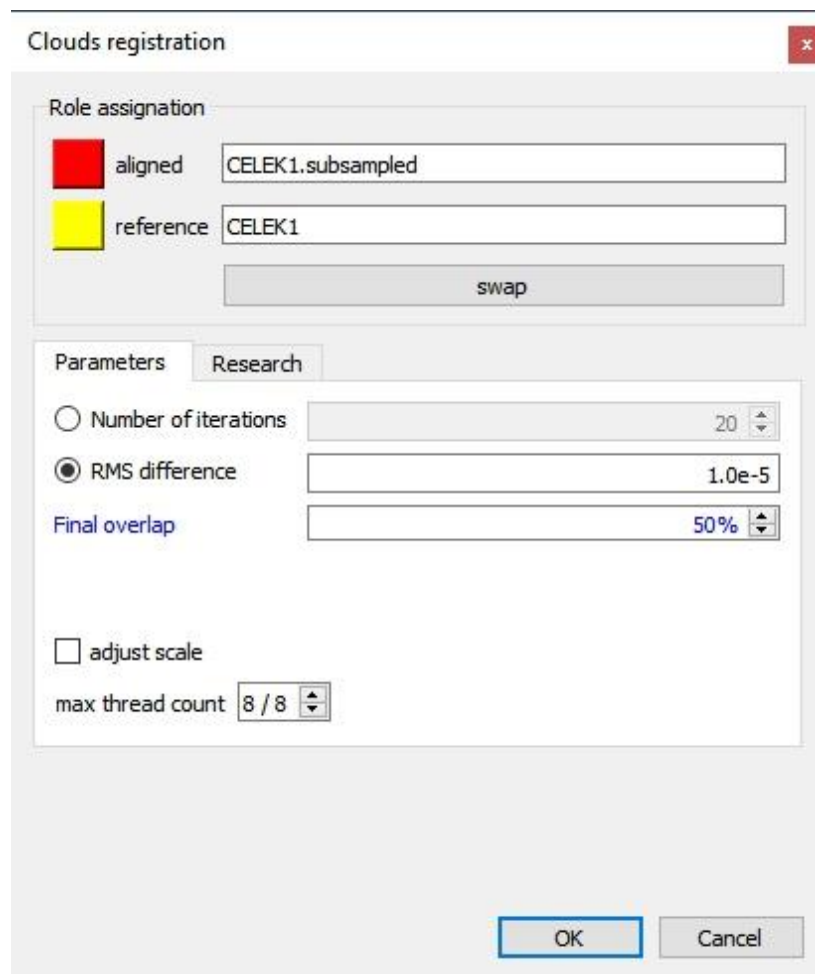 Clouds registration
x
Role assignation
aligned CELEK1.subsampled
reference CELEK1
swap
Parameters Research
Number of iterations 20
RMS difference 1.0e-5
Final overlap 50%
adjust scale
max thread count 8 / 8
OK Cancel